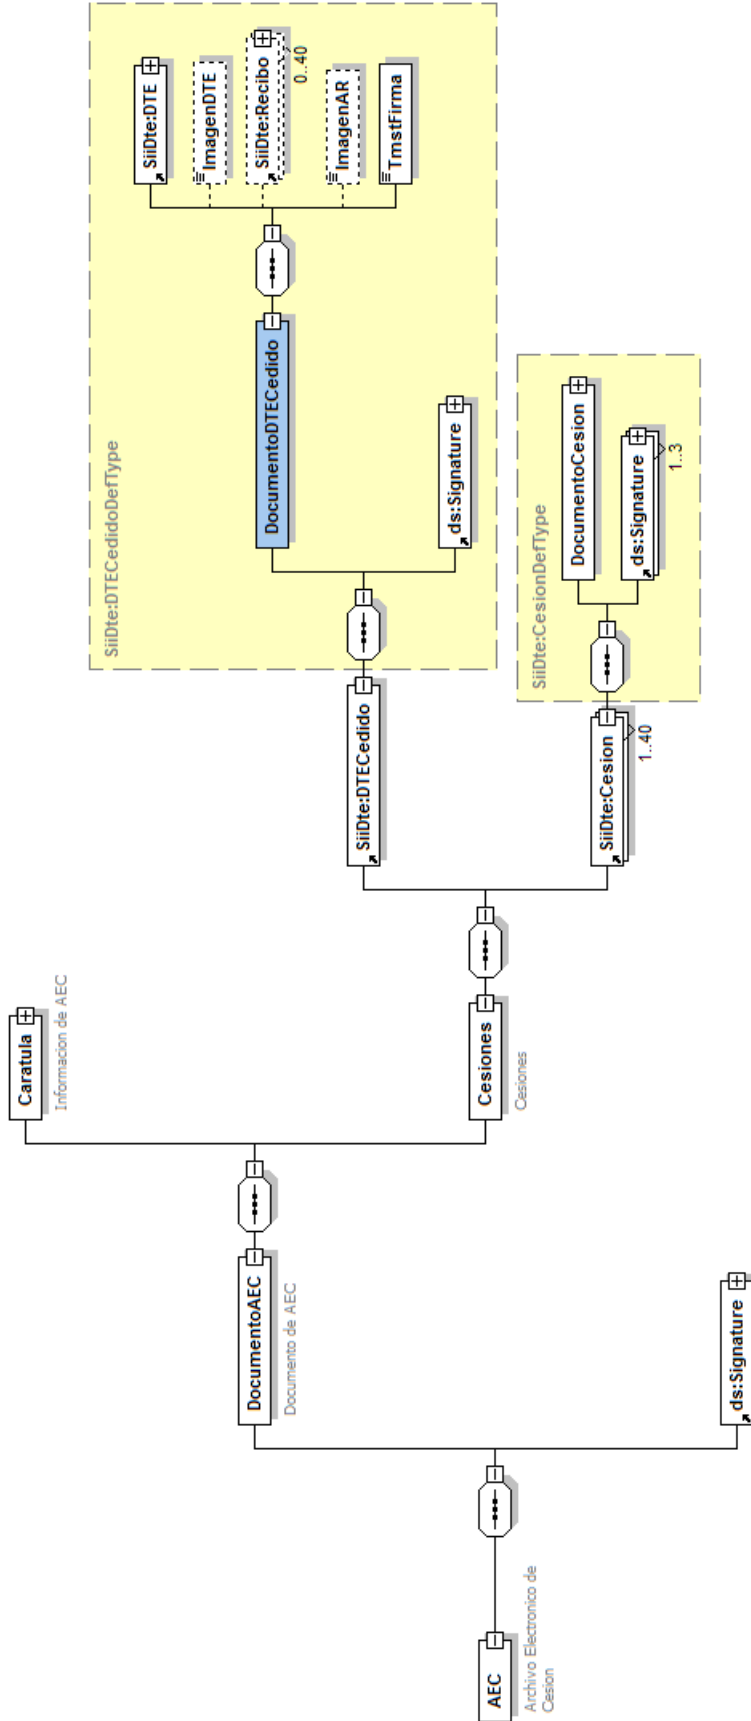 AEC
Archivo Electronico de
Cesion
DocumentoAEC
Documento de AEC
ds:Signature
Caratula
Informacion de AEC
Cesiones
Cesiones
SiiDte:DTECedido
SiiDte:DTECedidoDefType
DocumentoDTECedido
SiiDte:DTE
ImagenDTE
SiiDte:Recibo
0..40
ImagenAR
TmstFirma
ds:Signature
SiiDte:Cesion
1..40
SiiDte:CesionDefType
DocumentoCesion
ds:Signature
1..3